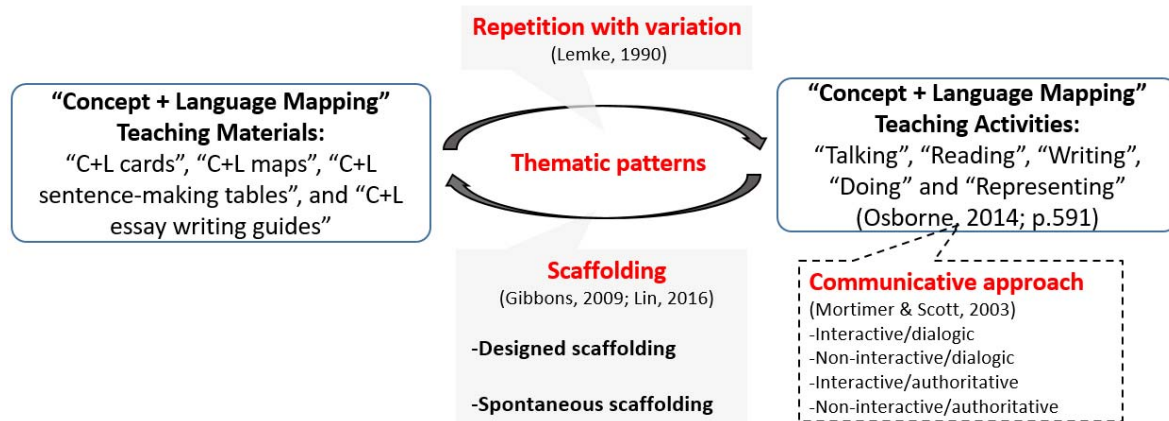 Repetition with variation
(Lemke, 1990)
“Concept + Language Mapping”
Teaching Materials:
“C+L cards”, “C+L maps”, “C+L
sentence-making tables”, and “C+L
essay writing guides”
Thematic patterns
“Concept + Language Mapping”
Teaching Activities:
“Talking”, “Reading”, “Writing”,
“Doing” and “Representing”
(Osborne, 2014; p.591)
Scaffolding
(Gibbons, 2009; Lin, 2016)
-Designed scaffolding
-Spontaneous scaffolding
Communicative approach
(Mortimer & Scott, 2003)
-Interactive/dialogic
-Non-interactive/dialogic
-Interactive/authoritative
-Non-interactive/authoritative